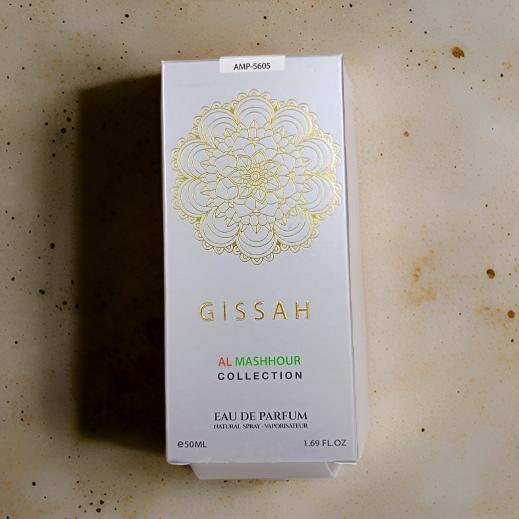 AMP-5605
GISSAH
AL MASHHOUR
COLLECTION
EAU DE PARFUM
NATURAL SPRAY-VAPORISATEUR
℮50ML 1.69 FL.OZ